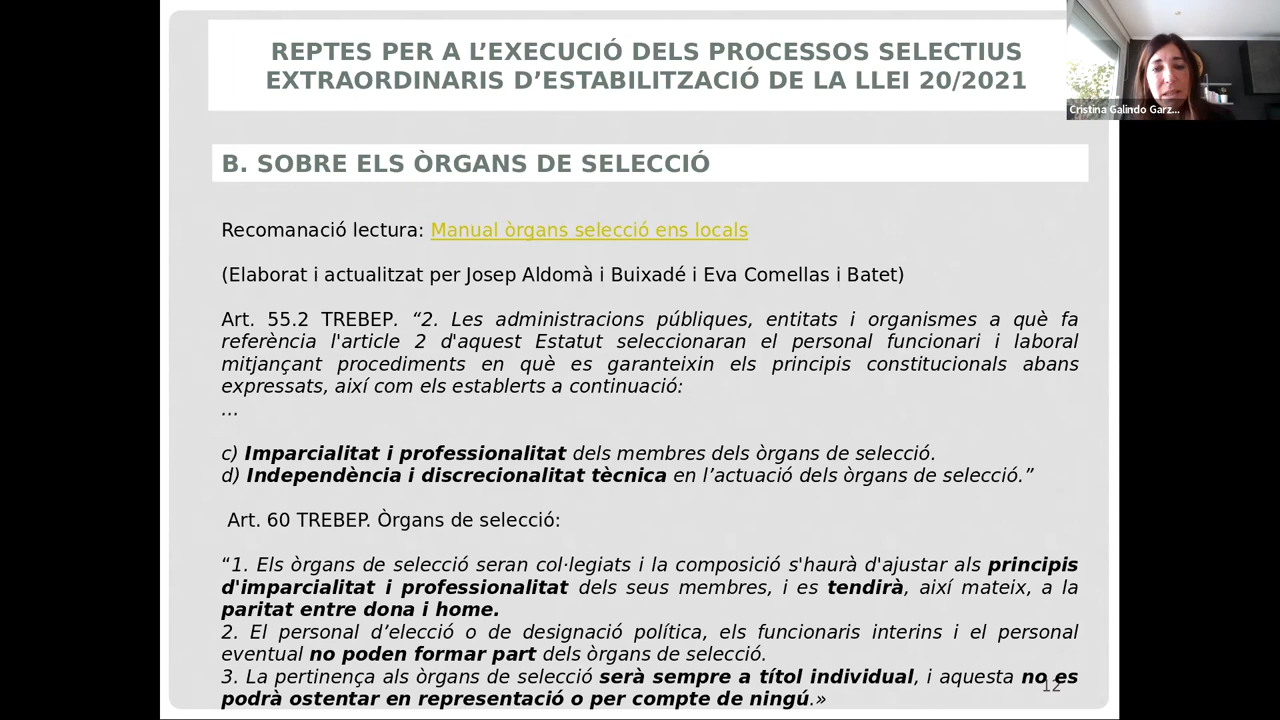 REPTES PER A L’EXECUCIÓ DELS PROCESSOS SELECTIUS
EXTRAORDINARIS D’ESTABILITZACIÓ DE LA LLEI 20/2021
Cristina Galindo Garz...
B. SOBRE ELS ÒRGANS DE SELECCIÓ
Recomanació lectura: Manual òrgans selecció ens locals
(Elaborat i actualitzat per Josep Aldomà i Buixadé i Eva Comellas i Batet)
Art. 55.2 TREBEP. “2. Les administracions públiques, entitats i organismes a què fa
referència l'article 2 d'aquest Estatut seleccionaran el personal funcionari i laboral
mitjançant procediments en què es garanteixin els principis constitucionals abans
expressats, així com els establerts a continuació:
...
c) Imparcialitat i professionalitat dels membres dels òrgans de selecció.
d) Independència i discrecionalitat tècnica en l’actuació dels òrgans de selecció.”
Art. 60 TREBEP. Òrgans de selecció:
“1. Els òrgans de selecció seran col·legiats i la composició s'haurà d'ajustar als principis
d'imparcialitat i professionalitat dels seus membres, i es tendirà, així mateix, a la
paritat entre dona i home.
2. El personal d’elecció o de designació política, els funcionaris interins i el personal
eventual no poden formar part dels òrgans de selecció.
3. La pertinença als òrgans de selecció serà sempre a títol individual, i aquesta no es
podrà ostentar en representació o per compte de ningú.»
12